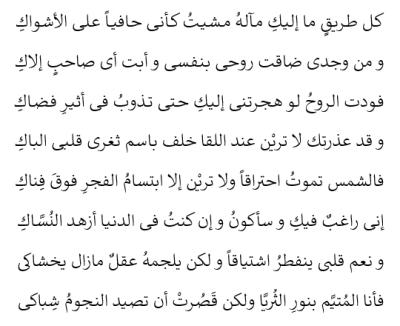 كل طريقٍ ما إليكِ مآلهُ مشيتُ كأنى حافياً على الأشواكِ
و من وجدى ضاقت روحى بنفسى و أبت أى صاحبٍ إلاكِ
فودت الروحُ لو هجرتنى إليكِ حتى تذوبُ فى أثيرِ فضاكِ
و قد عذرتك لا تريْن عند اللقا خلف باسم ثغرى قلبى الباكِ
فالشمس تموتُ احتراقاً ولا تريْن إلا ابتسامُ الفجرِ فوقَ فِناكِ
إنى راغبٌ فيكِ و سأكونُ و إن كنتُ فى الدنيا أزهد النُسَّاكِ
و نعم قلبى ينفطرُ اشتياقاً و لكن يلجمهُ عقلٌ مازال يخشاكى
فأنا المُتيَّم بنورِ الثُريَّا ولكن قَصُرتْ أن تصيد النجومُ شِباكى